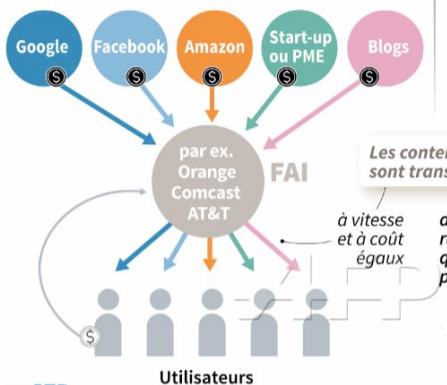 Google
Facebook
Amazon
Start-up
ou PME
Blogs
$
$
$
$
$
par ex.
Orange
Comcast
AT&T
FAI
Les conte
sont trans
à vitesse
et à coût
égaux
$
Utilisateurs